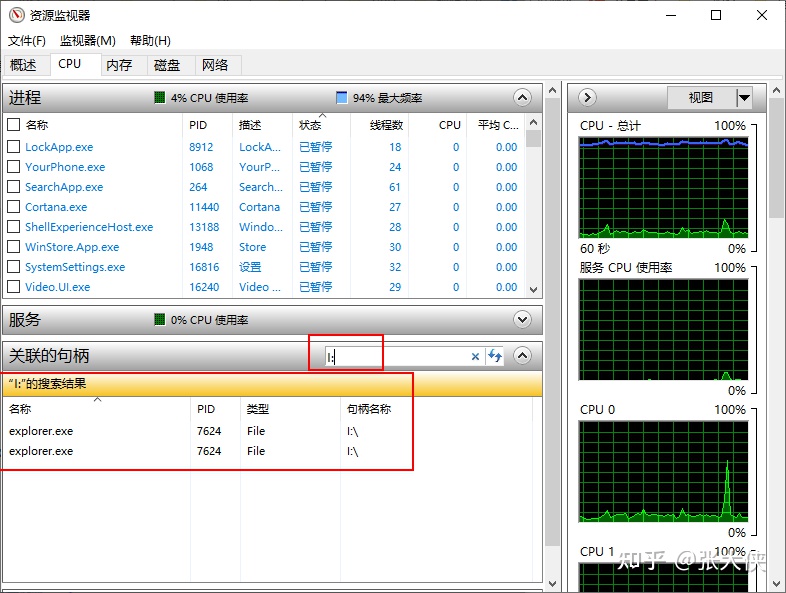 资源监视器
文件(F) 监视器(M) 帮助(H)
概述 CPU 内存 磁盘 网络
进程 4% CPU 使用率 94% 最大频率
名称 PID 描述 状态 线程数 CPU 平均 C...
LockApp.exe 8912 LockA... 已暂停 18 0 0.00
YourPhone.exe 1068 YourP... 已暂停 24 0 0.00
SearchApp.exe 264 Search... 已暂停 61 0 0.00
Cortana.exe 11440 Cortana 已暂停 27 0 0.00
ShellExperienceHost.exe 13188 Windo... 已暂停 28 0 0.00
WinStore.App.exe 1948 Store 已暂停 30 0 0.00
SystemSettings.exe 16816 设置 已暂停 32 0 0.00
Video.UI.exe 16240 Video ... 已暂停 29 0 0.00
服务 0% CPU 使用率
关联的句柄 I:
“I:”的搜索结果
名称 PID 类型 句柄名称
explorer.exe 7624 File I:\
explorer.exe 7624 File I:\
视图
CPU - 总计 100%
60 秒 0%
服务 CPU 使用率 100%
0%
CPU 0 100%
0%
CPU 1 100%
知乎 @张大侠